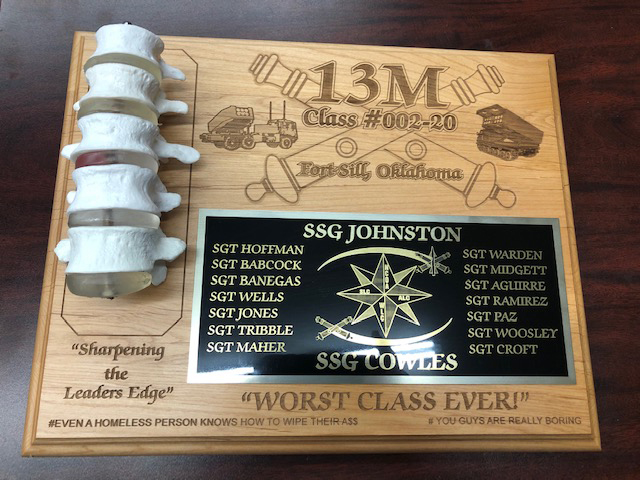 13M
Class #002-20
Fort Sill, Oklahoma
SSG JOHNSTON
SGT HOFFMAN
SGT BABCOCK
SGT BANEGAS
SGT WELLS
SGT JONES
SGT TRIBBLE
SGT MAHER
SGT WARDEN
SGT MIDGETT
SGT AGUIRRE
SGT RAMIREZ
SGT PAZ
SGT WOOSLEY
SGT CROFT
MLC
ALC
SSG COWLES
"Sharpening
the
Leaders Edge"
"WORST CLASS EVER!"
#EVEN A HOMELESS PERSON KNOWS HOW TO WIPE THEIR A$$
# YOU GUYS ARE REALLY BORING